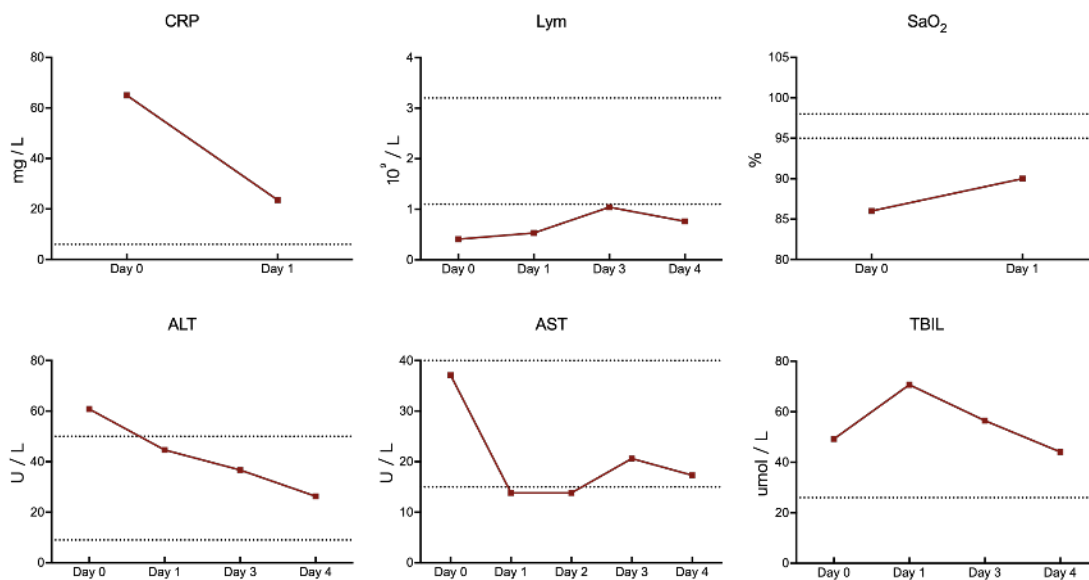 CRP
80
60
40
20
0
mg / L
Day 0 Day 1
Lym
4
3
2
1
0
10⁹ / L
Day 0 Day 1 Day 3 Day 4
SaO₂
105
100
95
90
85
80
%
Day 0 Day 1
ALT
80
60
40
20
0
U / L
Day 0 Day 1 Day 3 Day 4
AST
40
30
20
10
0
U / L
Day 0 Day 1 Day 2 Day 3 Day 4
TBIL
80
60
40
20
0
umol / L
Day 0 Day 1 Day 3 Day 4